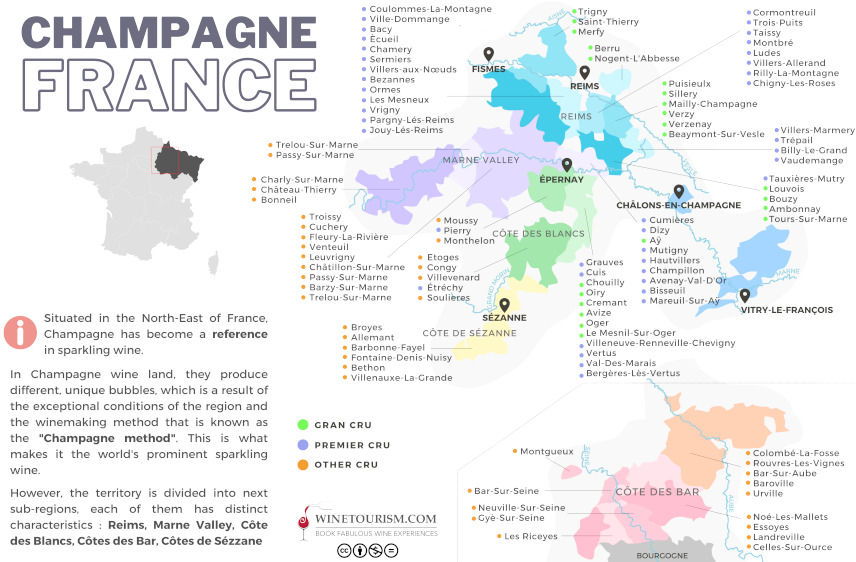 CHAMPAGNE
FRANCE
Coulommes-La-Montagne
Ville-Dommange
Bacy
Écueil
Chamery
Sermiers
Villers-aux-Nœuds
Bezannes
Ormes
Les Mesneux
Vrigny
Pargny-Lés-Reims
Jouy-Lés-Reims
Trigny
Saint-Thierry
Merfy
Berru
Nogent-L'Abbesse
Cormontreuil
Trois-Puits
Taissy
Montbré
Ludes
Villers-Allerand
Rilly-La-Montagne
Chigny-Les-Roses
AISNE
FISMES
REIMS
REIMS
Puisieulx
Sillery
Mailly-Champagne
Verzy
Verzenay
Beaymont-Sur-Vesle
Villers-Marmery
Trépail
Billy-Le-Grand
Vaudemange
VESLE
Trelou-Sur-Marne
Passy-Sur-Marne
MARNE VALLEY
ÉPERNAY
Charly-Sur-Marne
Château-Thierry
Bonneil
Tauxières-Mutry
Louvois
Bouzy
Ambonnay
Tours-Sur-Marne
CHÂLONS-EN-CHAMPAGNE
Troissy
Cuchery
Fleury-La-Rivière
Venteuil
Leuvrigny
Châtillon-Sur-Marne
Passy-Sur-Marne
Barzy-Sur-Marne
Trelou-Sur-Marne
Moussy
Pierry
Monthelon
CÔTE DES BLANCS
Etoges
Congy
Villevenard
Étréchy
Soulières
Cumières
Dizy
Aÿ
Mutigny
Hautvillers
Champillon
Avenay-Val-D'Or
Bisseuil
Mareuil-Sur-Aÿ
MARNE
VITRY-LE-FRANÇOIS
Grauves
Cuis
Chouilly
Oiry
Cremant
Avize
Oger
Le Mesnil-Sur-Oger
Villeneuve-Renneville-Chevigny
Vertus
Val-Des-Marais
Bergères-Lès-Vertus
GRAND MORIN
SÉZANNE
CÔTE DE SÉZANNE
Broyes
Allemant
Barbonne-Fayel
Fontaine-Denis-Nuisy
Bethon
Villenauxe-La-Grande
i
Situated in the North-East of France,
Champagne has become a reference
in sparkling wine.
In Champagne wine land, they produce
different, unique bubbles, which is a result of
the exceptional conditions of the region and
the winemaking method that is known as
the "Champagne method". This is what
makes it the world's prominent sparkling
wine.
However, the territory is divided into next
sub-regions, each of them has distinct
characteristics : Reims, Marne Valley, Côte
des Blancs, Côtes des Bar, Côtes de Sézzane
GRAN CRU
PREMIER CRU
OTHER CRU
WINETOURISM.COM
BOOK FABULOUS WINE EXPERIENCES
Montgueux
SEINE
Bar-Sur-Seine
Neuville-Sur-Seine
Gyè-Sur-Seine
Les Riceyes
CÔTE DES BAR
AUBE
Colombé-La-Fosse
Rouvres-Les-Vignes
Bar-Sur-Aube
Baroville
Urville
Noé-Les-Mallets
Essoyes
Landreville
Celles-Sur-Ource
BOURGOGNE